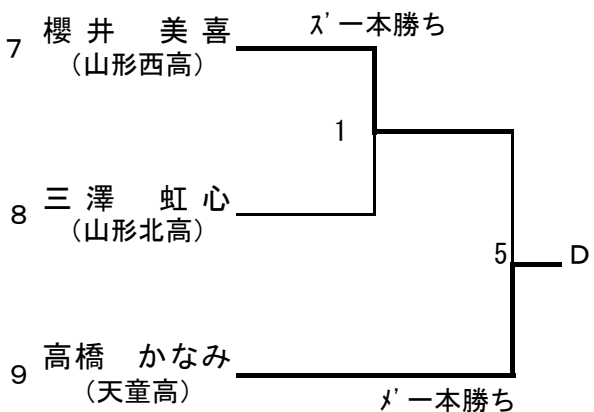 7 櫻井 美喜 ズ' ー本勝ち
(山形西高)
1
8 三澤 虹心
(山形北高)
5 D
9 高橋 かなみ
(天童高) メ' ー本勝ち